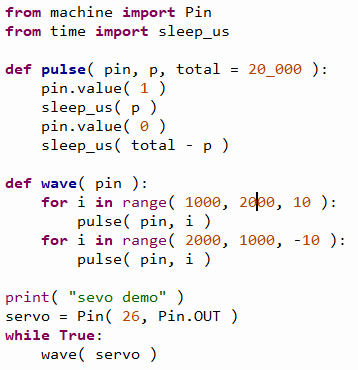 from machine import Pin
from time import sleep_us

def pulse( pin, p, total = 20_000 ):
    pin.value( 1 )
    sleep_us( p )
    pin.value( 0 )
    sleep_us( total - p )

def wave( pin ):
    for i in range( 1000, 2000, 10 ):
        pulse( pin, i )
    for i in range( 2000, 1000, -10 ):
        pulse( pin, i )

print( "sevo demo" )
servo = Pin( 26, Pin.OUT )
while True:
    wave( servo )